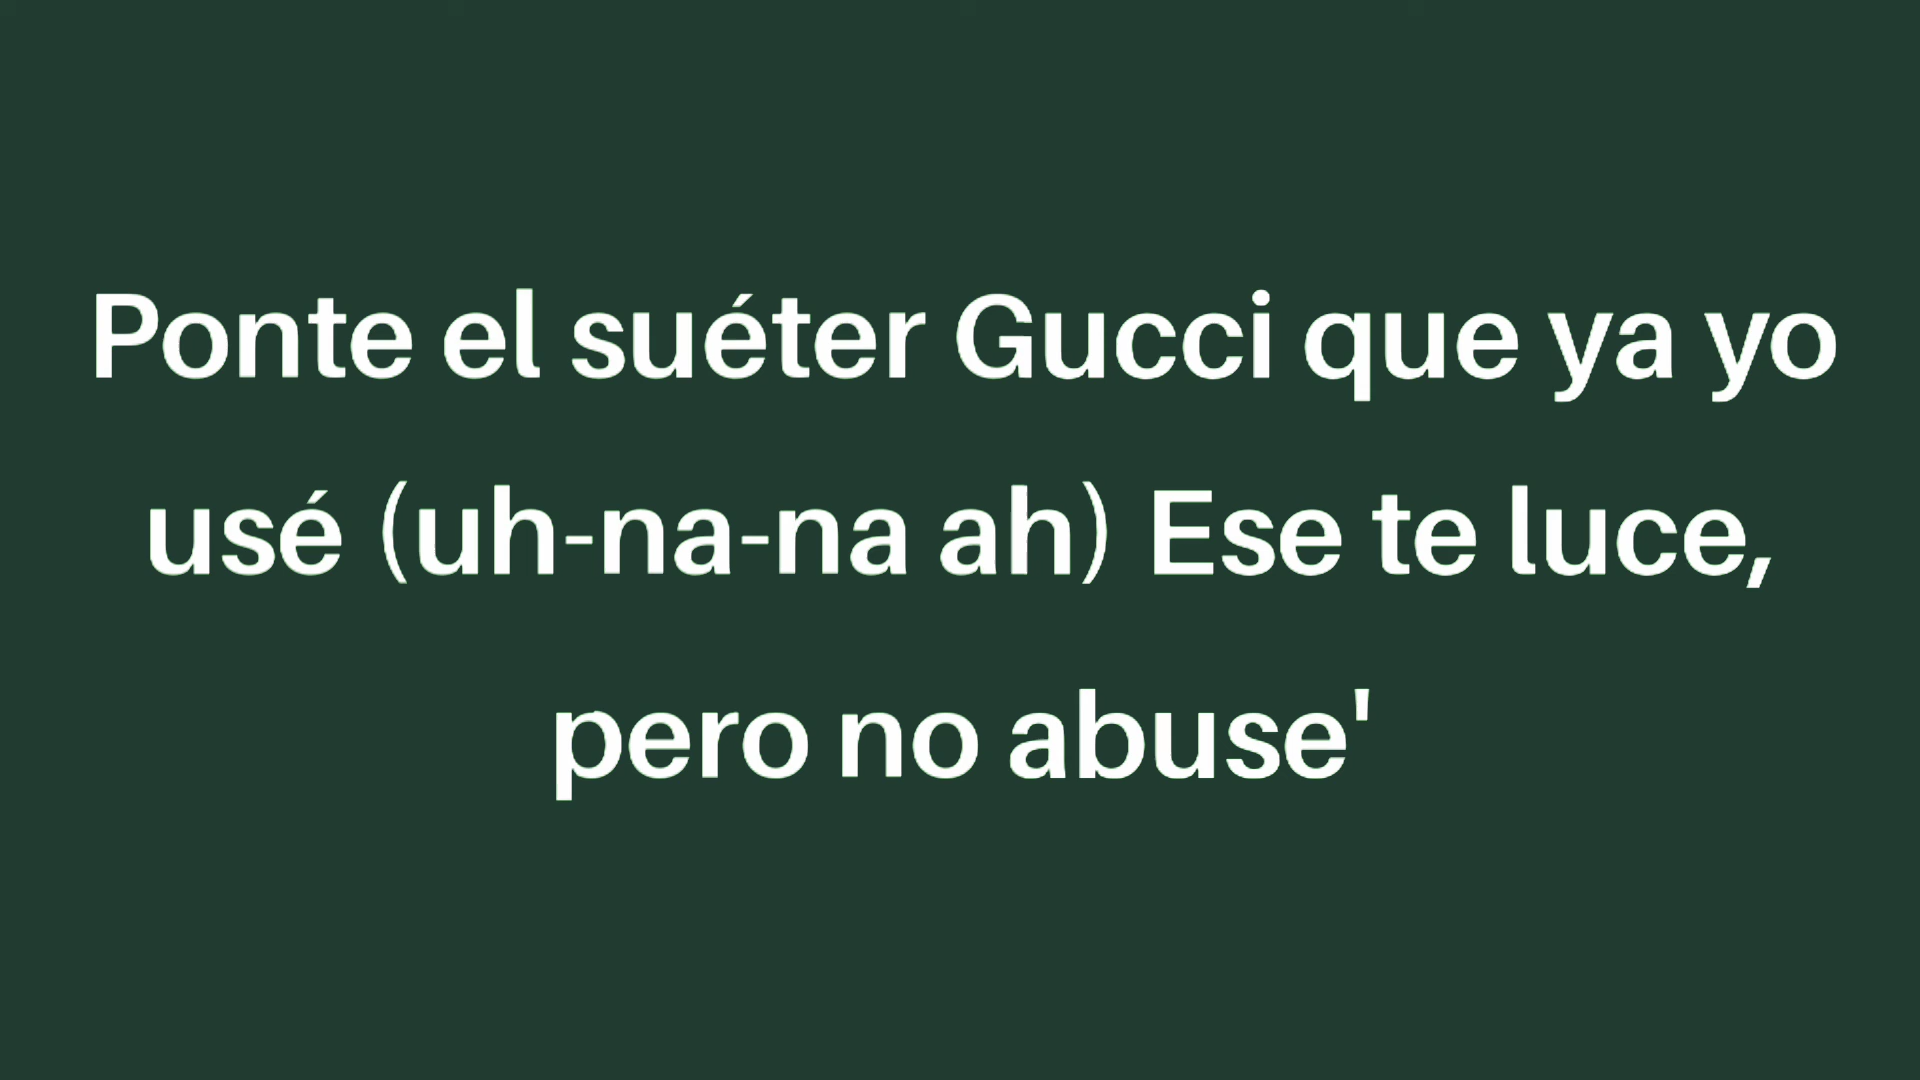 Ponte el suéter Gucci que ya yo
usé (uh-na-na ah) Ese te luce,
pero no abuse'